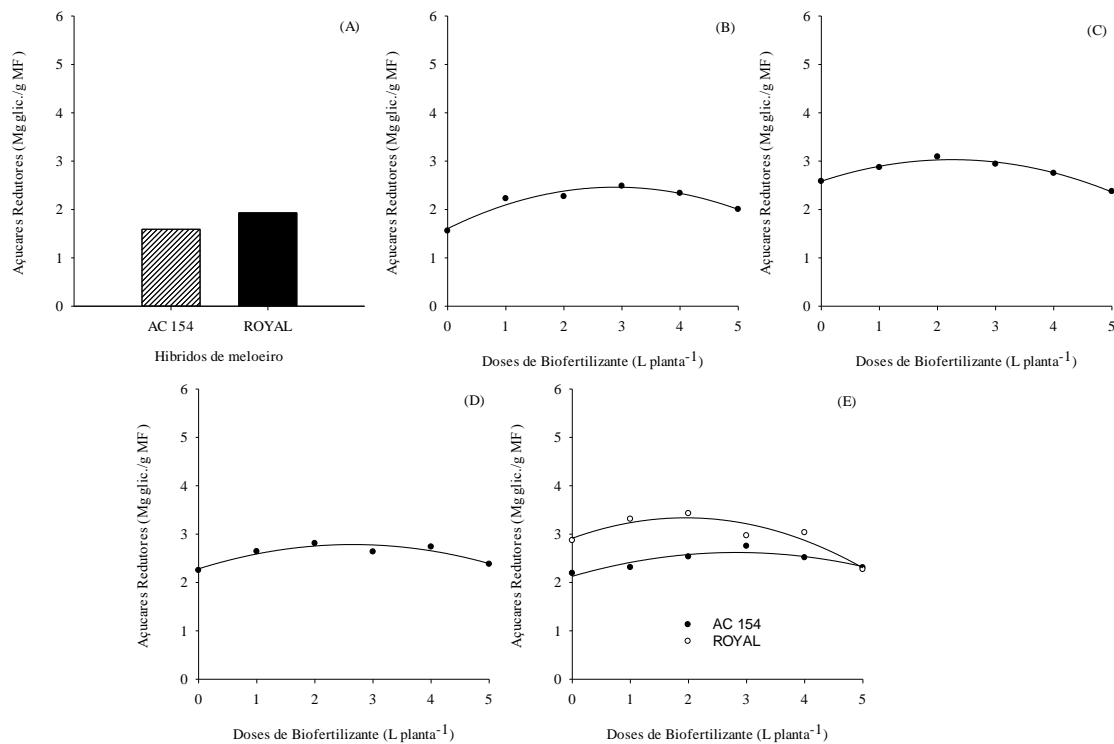 (A)
Açucares Redutores (Mg glic./g MF )
6
5
4
3
2
1
0
AC 154 ROYAL
Hibridos de meloeiro
(B)
Açucares Redutores (Mg glic./g MF )
6
5
4
3
2
1
0
0 1 2 3 4 5
Doses de Biofertilizante (L planta-1)
(C)
Açucares Redutores (Mg glic./g MF )
6
5
4
3
2
1
0
0 1 2 3 4 5
Doses de Biofertilizante (L planta-1)
(D)
Açucares Redutores (Mg glic./g MF )
6
5
4
3
2
1
0
0 1 2 3 4 5
Doses de Biofertilizante (L planta-1)
(E)
Açucares Redutores (Mg glic./g MF )
6
5
4
3
2
1
0
AC 154
ROYAL
0 1 2 3 4 5
Doses de Biofertilizante (L planta-1)